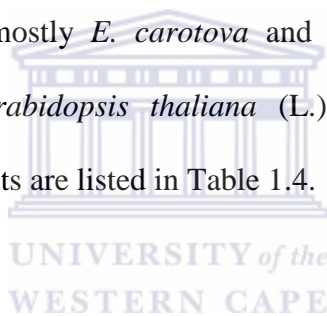 mostly E. carotova and
rabidopsis thaliana (L.)
ts are listed in Table 1.4.
UNIVERSITY of the
WESTERN CAPE